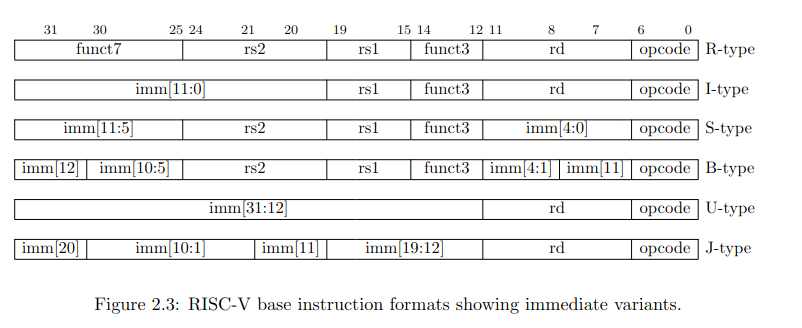 31 30 25 24 21 20 19 15 14 12 11 8 7 6 0
funct7 rs2 rs1 funct3 rd opcode R-type
imm[11:0] rs1 funct3 rd opcode I-type
imm[11:5] rs2 rs1 funct3 imm[4:0] opcode S-type
imm[12] imm[10:5] rs2 rs1 funct3 imm[4:1] imm[11] opcode B-type
imm[31:12] rd opcode U-type
imm[20] imm[10:1] imm[11] imm[19:12] rd opcode J-type
Figure 2.3: RISC-V base instruction formats showing immediate variants.